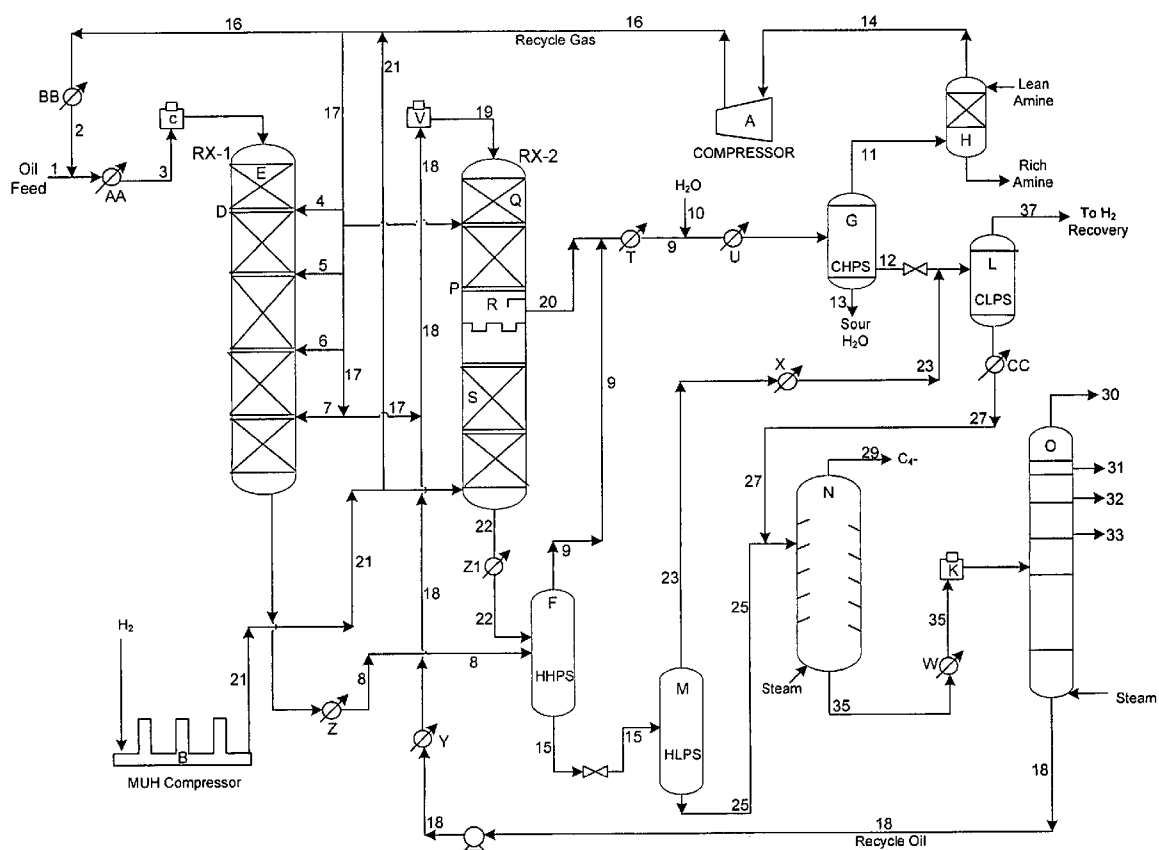 16
16
Recycle Gas
14
BB
2
17
21
c
V
19
18
A
COMPRESSOR
Lean
Amine
H
Rich
Amine
11
RX-1
RX-2
Oil
Feed
1
AA
3
E
D
4
5
6
17
7
17
Q
P
R
S
20
18
H2O
10
T
9
U
G
CHPS
12
13
Sour
H2O
37
To H2
Recovery
L
CLPS
23
X
CC
27
9
30
O
31
32
33
29
C4-
27
N
22
Z1
22
9
F
HHPS
23
25
K
35
W
Steam
35
Steam
21
18
H2
21
8
8
Z
Y
15
15
M
HLPS
25
B
MUH Compressor
18
18
18
Recycle Oil